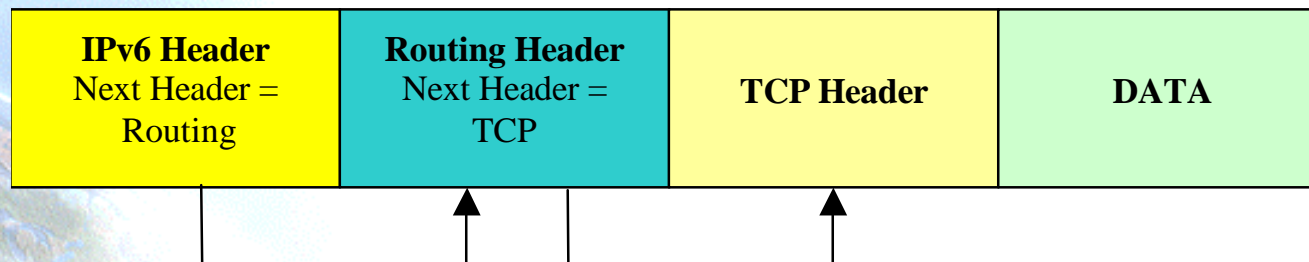 IPv6 Header
Next Header =
Routing
Routing Header
Next Header =
TCP
TCP Header
DATA